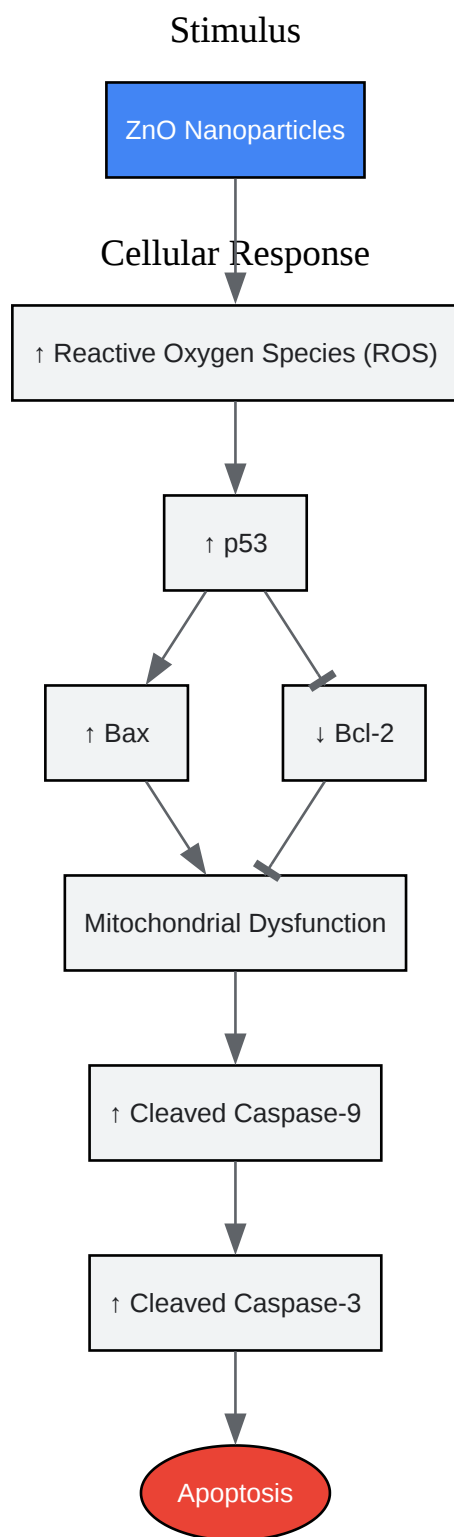 Stimulus
ZnO Nanoparticles
Cellular Response
↑ Reactive Oxygen Species (ROS)
↑ p53
↑ Bax
↓ Bcl-2
Mitochondrial Dysfunction
↑ Cleaved Caspase-9
↑ Cleaved Caspase-3
Apoptosis